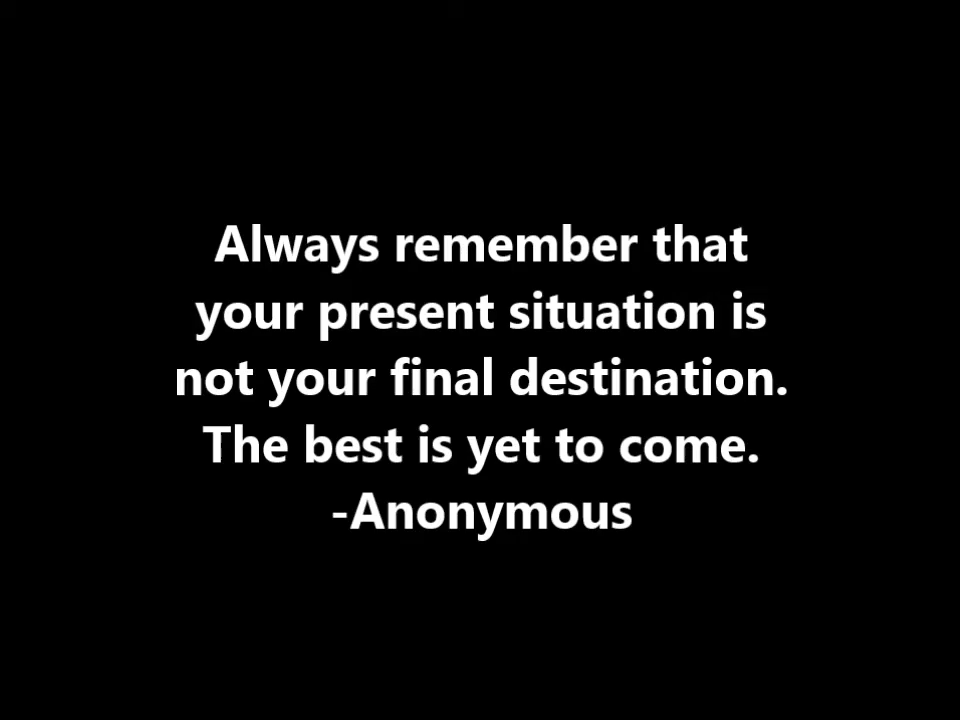 Always remember that
your present situation is
not your final destination.
The best is yet to come.
-Anonymous